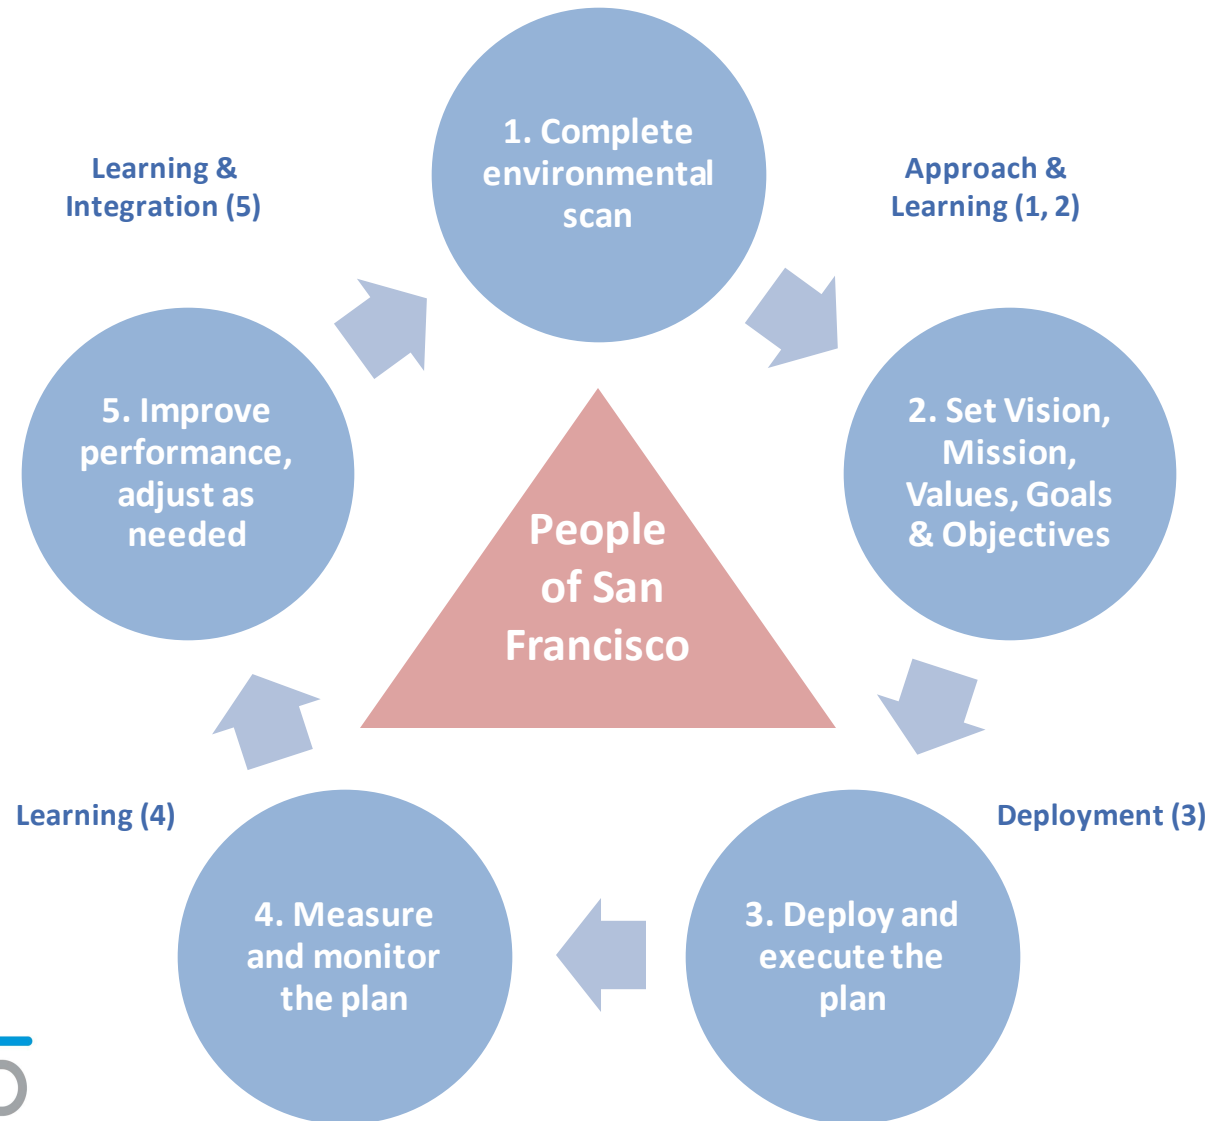 1. Complete
environmental
scan
Learning &
Integration (5)
Approach &
Learning (1, 2)
5. Improve
performance,
adjust as
needed
2. Set Vision,
Mission,
Values, Goals
& Objectives
People
of San
Francisco
Learning (4)
Deployment (3)
4. Measure
and monitor
the plan
3. Deploy and
execute the
plan